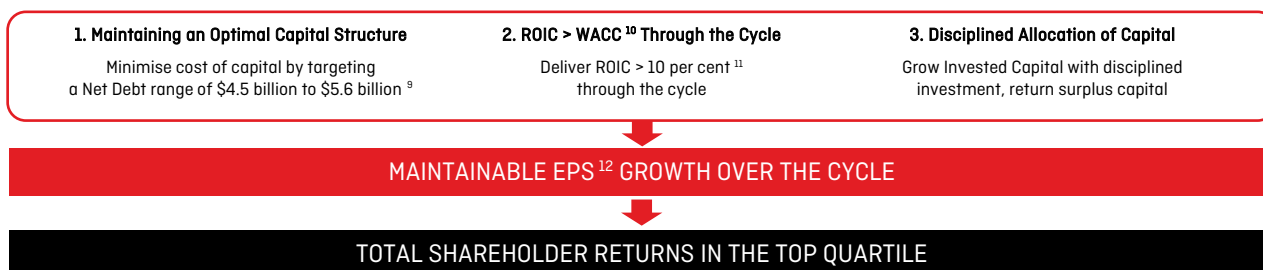 1. Maintaining an Optimal Capital Structure
Minimise cost of capital by targeting
a Net Debt range of $4.5 billion to $5.6 billion 9
2. ROIC > WACC 10 Through the Cycle
Deliver ROIC > 10 per cent 11
through the cycle
3. Disciplined Allocation of Capital
Grow Invested Capital with disciplined
investment, return surplus capital
MAINTAINABLE EPS 12 GROWTH OVER THE CYCLE
TOTAL SHAREHOLDER RETURNS IN THE TOP QUARTILE